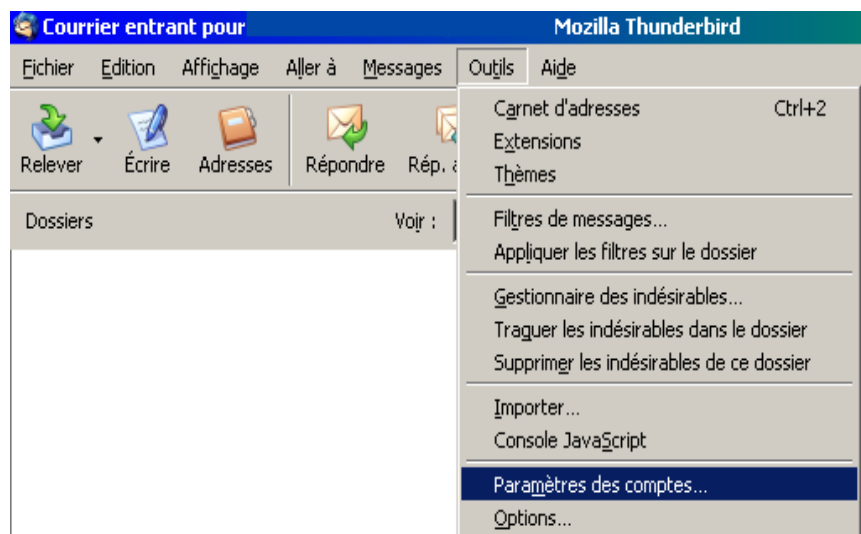 Courrier entrant pour Mozilla Thunderbird
Fichier Edition Affichage Aller à Messages Outils Aide
Relever Écrire Adresses Répondre Rép.
Dossiers Voir :
Carnet d'adresses Ctrl+2
Extensions
Thèmes
Filtres de messages...
Appliquer les filtres sur le dossier
Gestionnaire des indésirables...
Traquer les indésirables dans le dossier
Supprimer les indésirables de ce dossier
Importer...
Console JavaScript
Paramètres des comptes...
Options...